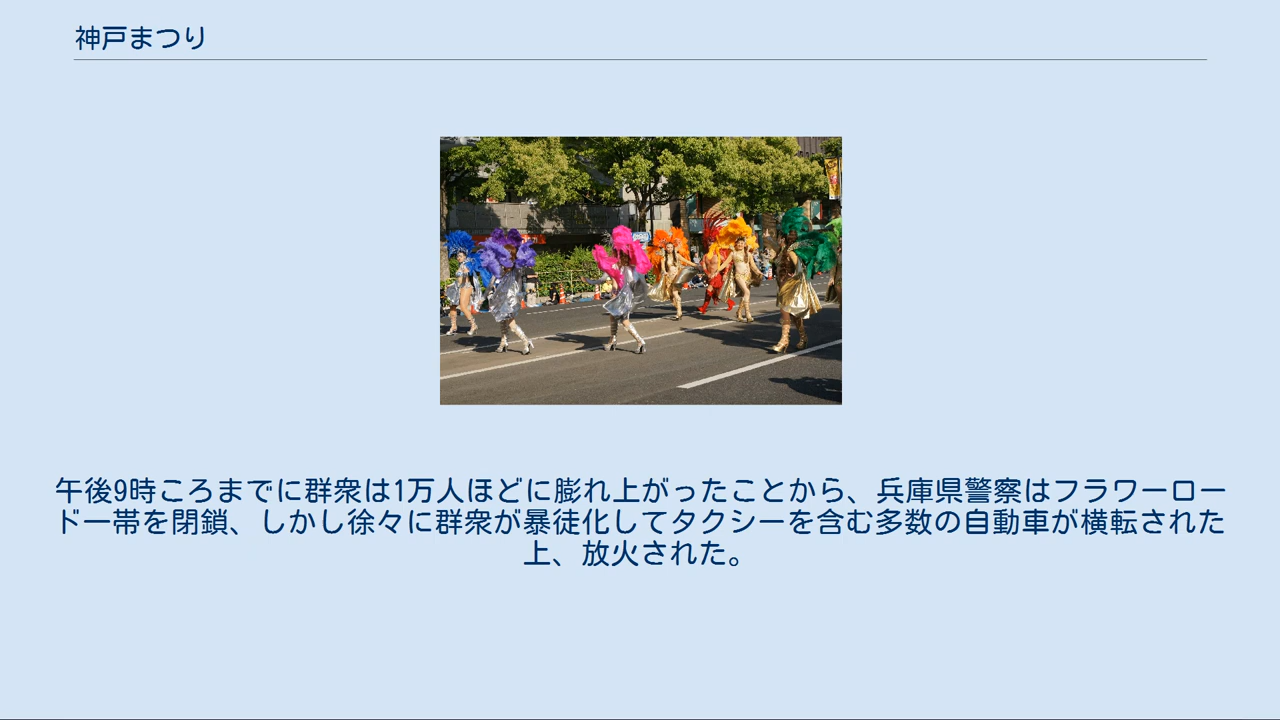 神戸まつり
午後9時ころまでに群衆は1万人ほどに膨れ上がったことから、兵庫県警察はフラワーロー
ド一帯を閉鎖、しかし徐々に群衆が暴徒化してタクシーを含む多数の自動車が横転された
上、放火された。